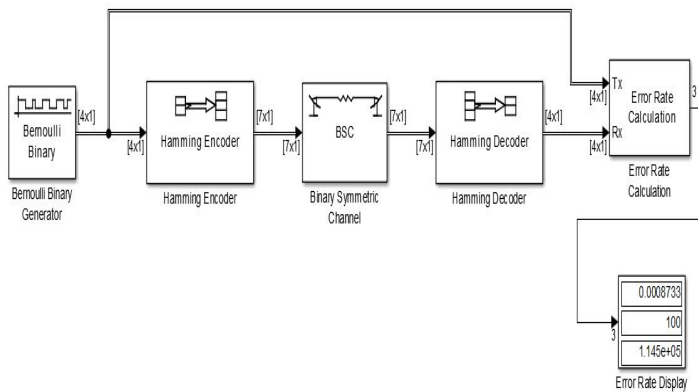 Bernoulli
Binary
Bernoulli Binary
Generator
[4x1]
[4x1]
Hamming Encoder
Hamming Encoder
[7x1]
[7x1]
BSC
Binary Symmetric
Channel
[7x1]
[7x1]
Hamming Decoder
Hamming Decoder
[4x1]
[4x1]
Tx
[4x1]
Rx
Error Rate
Calculation
3
Error Rate
Calculation
3
0.0008733
100
1.145e+05
Error Rate Display